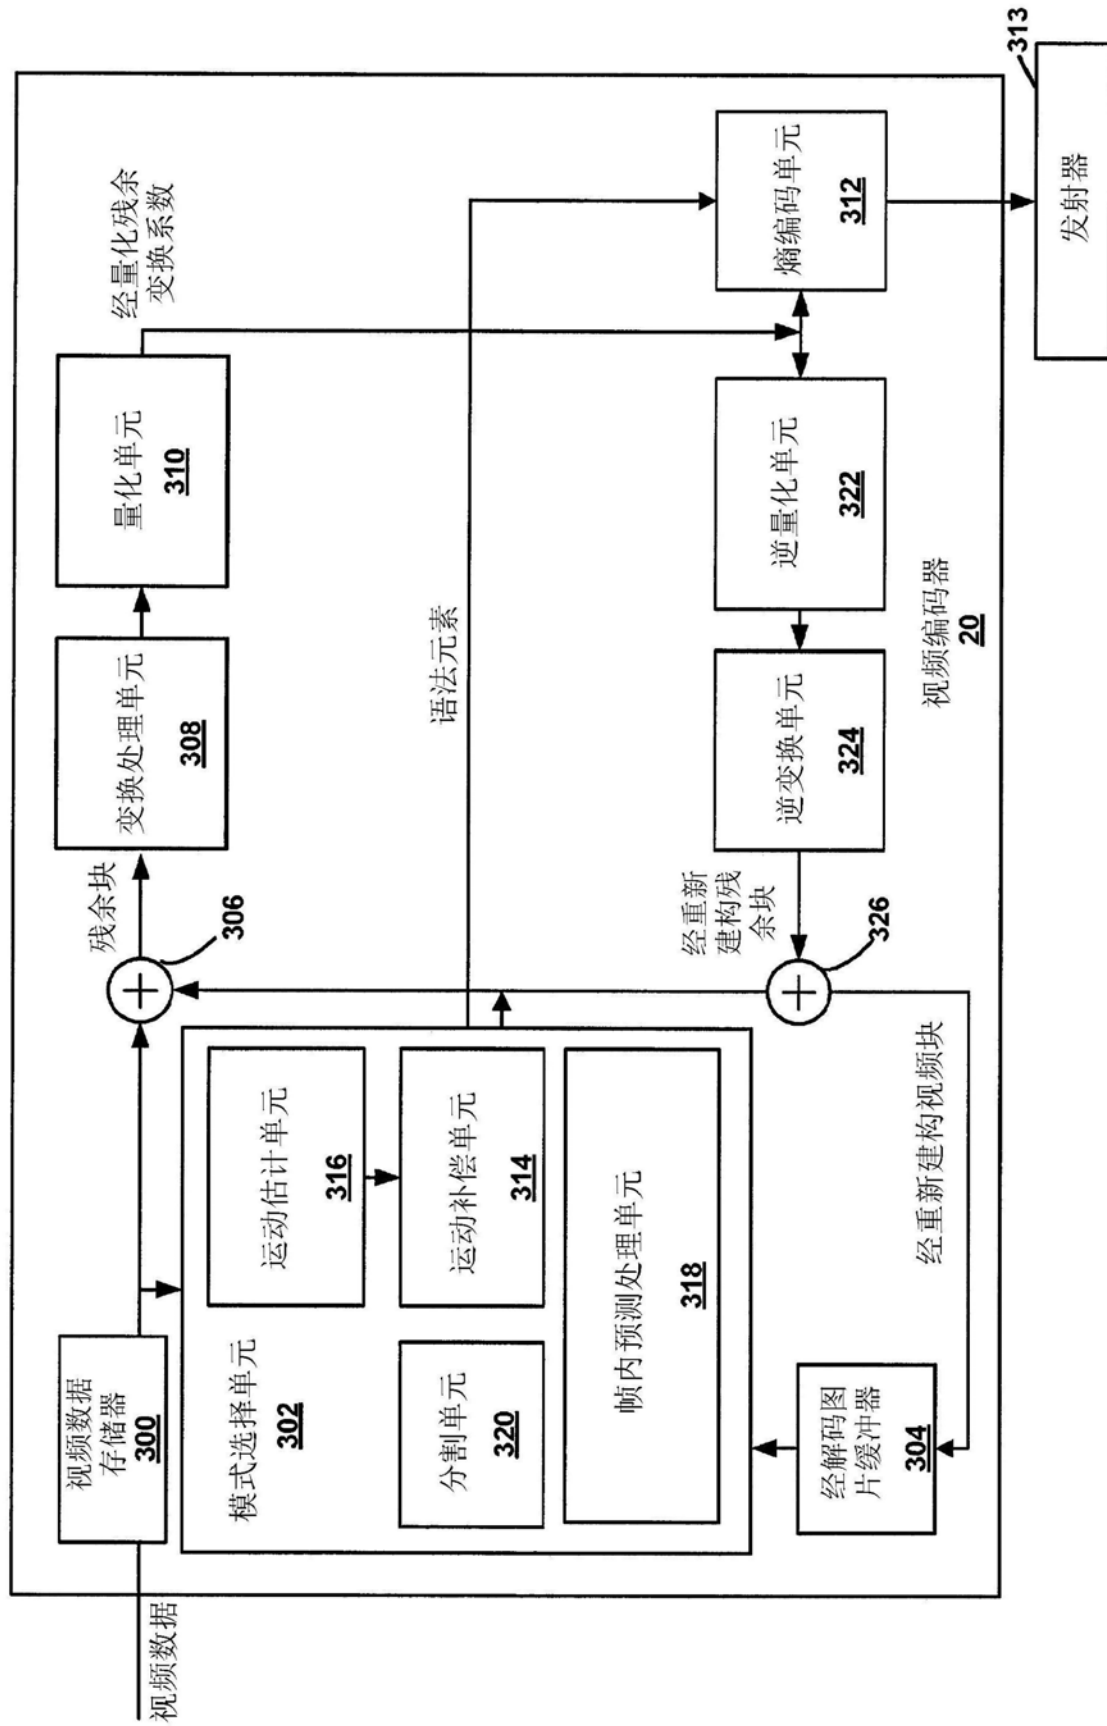 视频数据
视频数据
存储器
300
模式选择单元
302
运动估计单元
316
分割单元
320
运动补偿单元
314
帧内预测处理单元
318
经解码图
片缓冲器
304
残余块
306
变换处理单元
308
量化单元
310
经量化残余
变换系数
语法元素
熵编码单元
312
逆量化单元
322
逆变换单元
324
经重新
建构残
余块
326
经重新建构视频块
视频编码器
20
313
发射器